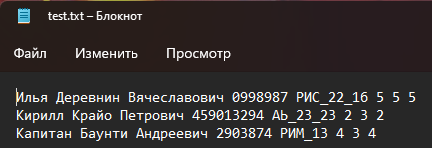 test.txt – Блокнот
Файл Изменить Просмотр
Илья Деревнин Вячеславович 0998987 РИС_22_16 5 5 5
Кирилл Крайо Петрович 459013294 АЬ_23_23 2 3 2
Капитан Баунти Андреевич 2903874 РИМ_13 4 3 4